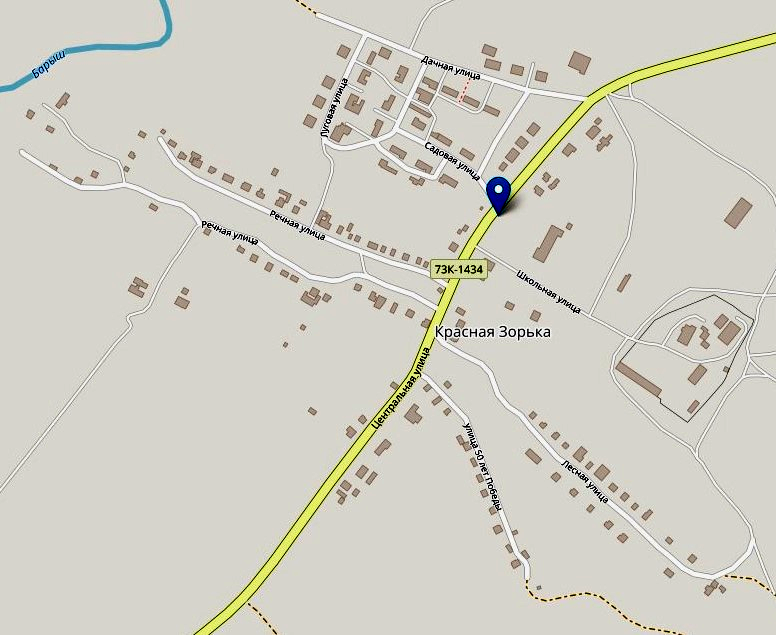 Дачная улица
Барыш
Луговая улица
Садовая улица
Речная улица
Речная улица
73К-1434
Школьная улица
Красная Зорька
Центральная улица
улица 50 лет Победы
Лесная улица